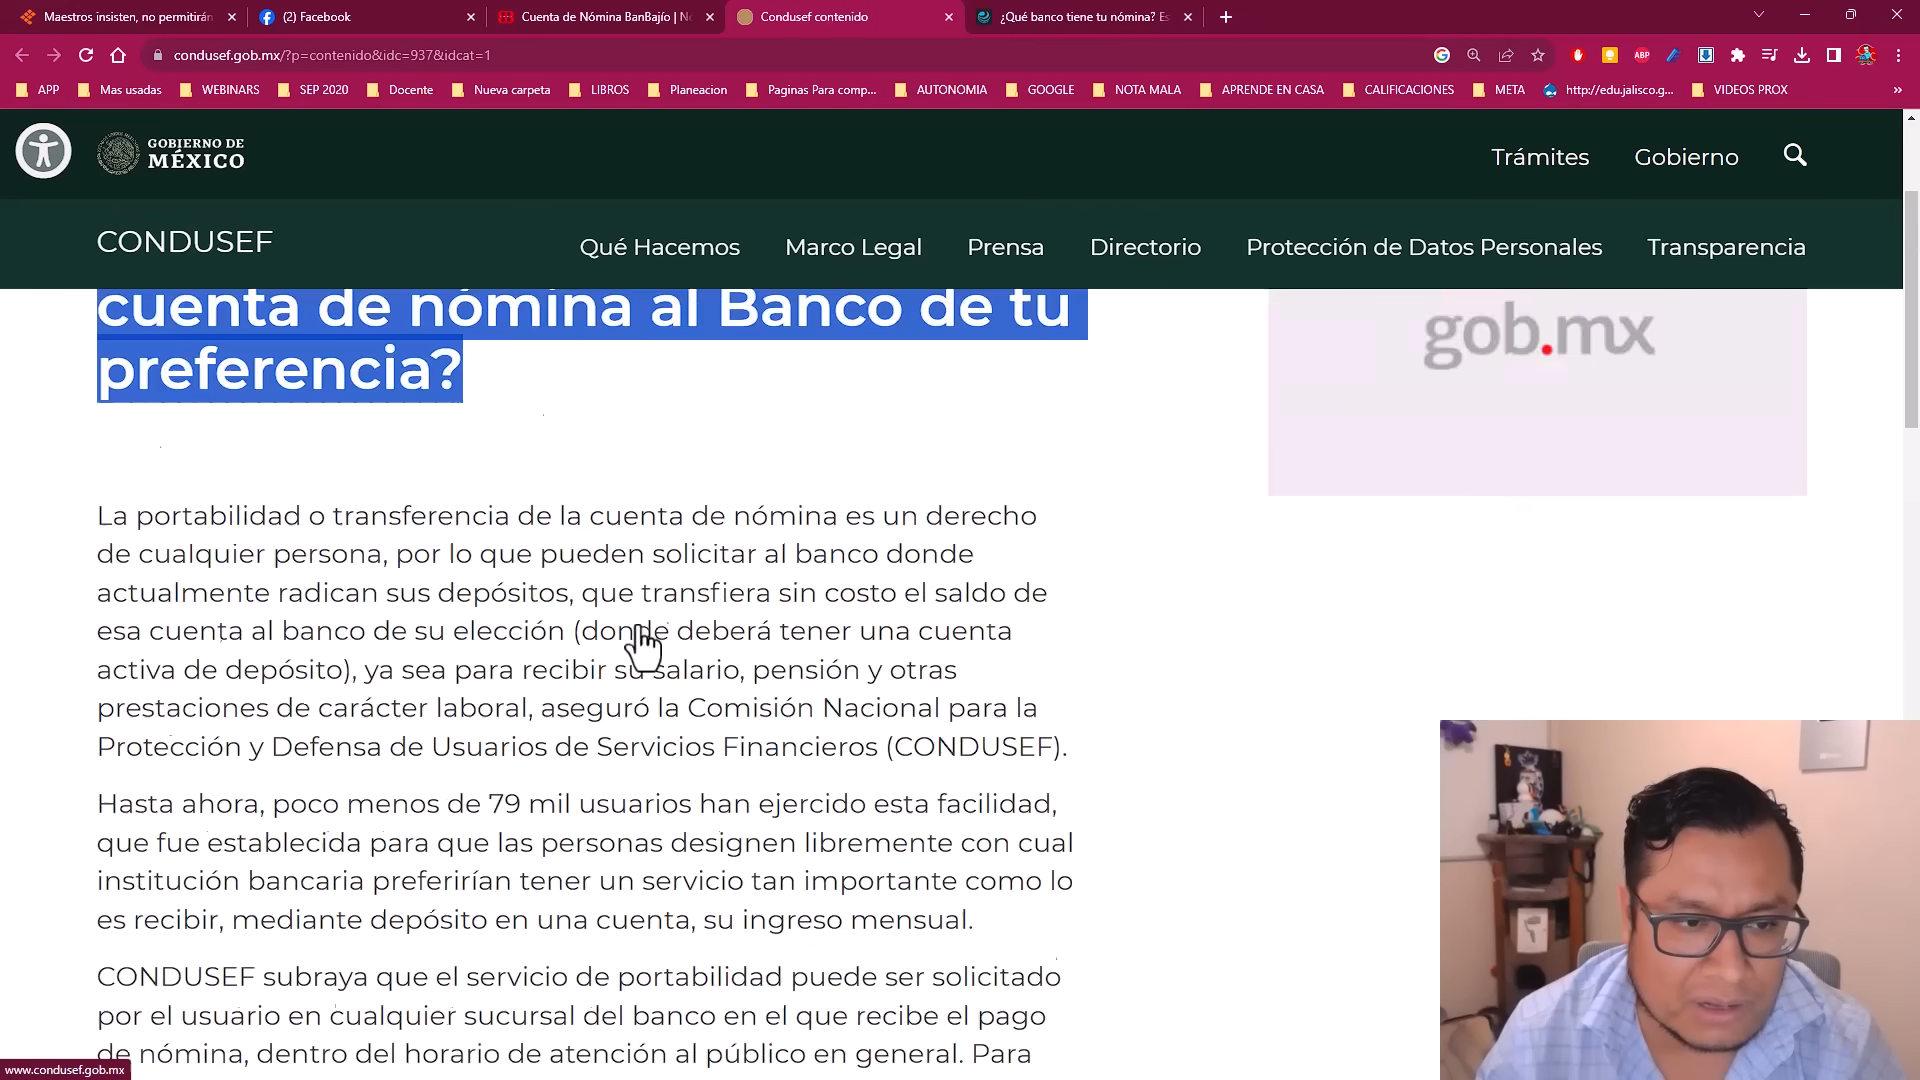 Maestros insisten, no permitirán
(2) Facebook
Cuenta de Nómina BanBajío | Nó
Condusef contenido
¿Qué banco tiene tu nómina? Es
condusef.gob.mx/?p=contenido&idc=937&idcat=1
APP
Mas usadas
WEBINARS
SEP 2020
Docente
Nueva carpeta
LIBROS
Planeacion
Paginas Para comp...
AUTONOMIA
GOOGLE
NOTA MALA
APRENDE EN CASA
CALIFICACIONES
META
http://edu.jalisco.g...
VIDEOS PROX
»
GOBIERNO DE
MÉXICO
Trámites
Gobierno
CONDUSEF
Qué Hacemos
Marco Legal
Prensa
Directorio
Protección de Datos Personales
Transparencia
cuenta de nómina al Banco de tu
preferencia?
gob.mx
La portabilidad o transferencia de la cuenta de nómina es un derecho
de cualquier persona, por lo que pueden solicitar al banco donde
actualmente radican sus depósitos, que transfiera sin costo el saldo de
esa cuenta al banco de su elección (donde deberá tener una cuenta
activa de depósito), ya sea para recibir su salario, pensión y otras
prestaciones de carácter laboral, aseguró la Comisión Nacional para la
Protección y Defensa de Usuarios de Servicios Financieros (CONDUSEF).
Hasta ahora, poco menos de 79 mil usuarios han ejercido esta facilidad,
que fue establecida para que las personas designen libremente con cual
institución bancaria preferirían tener un servicio tan importante como lo
es recibir, mediante depósito en una cuenta, su ingreso mensual.
CONDUSEF subraya que el servicio de portabilidad puede ser solicitado
por el usuario en cualquier sucursal del banco en el que recibe el pago
de nómina, dentro del horario de atención al público en general. Para
www.condusef.gob.mx
ABP